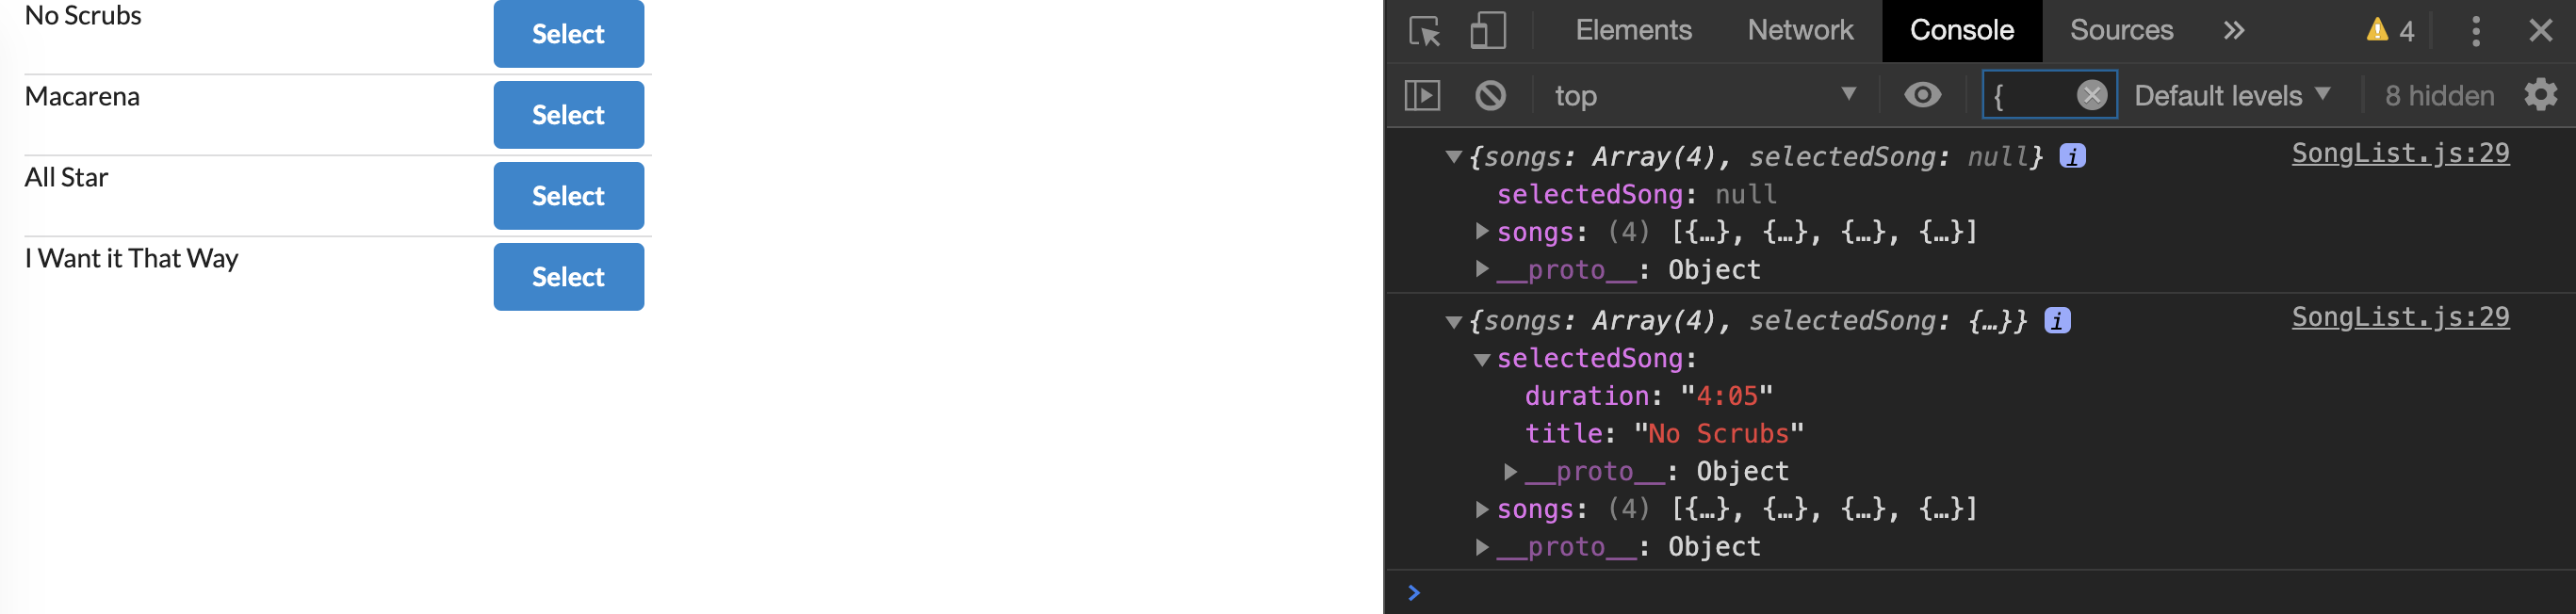 No Scrubs
Select
Macarena
Select
All Star
Select
I Want it That Way
Select
Elements Network Console Sources » 4
top { Default levels 8 hidden
{songs: Array(4), selectedSong: null} i SongList.js:29
selectedSong: null
songs: (4) [{…}, {…}, {…}, {…}]
__proto__: Object
{songs: Array(4), selectedSong: {…}} i SongList.js:29
selectedSong:
duration: "4:05"
title: "No Scrubs"
__proto__: Object
songs: (4) [{…}, {…}, {…}, {…}]
__proto__: Object